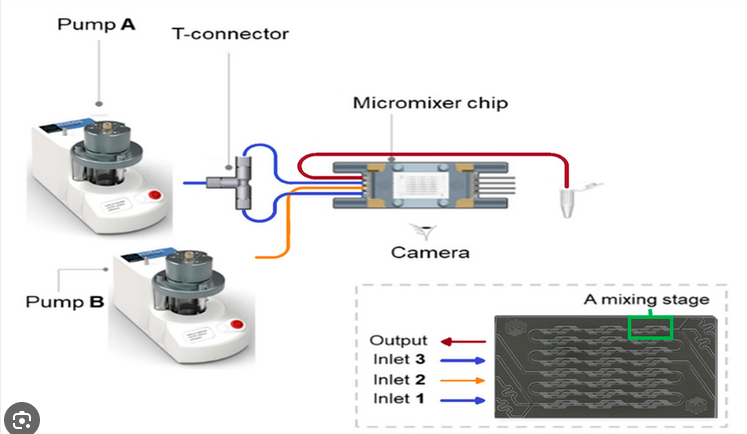 Pump A
T-connector
Micromixer chip
Camera
Pump B
A mixing stage
Output
Inlet 3
Inlet 2
Inlet 1